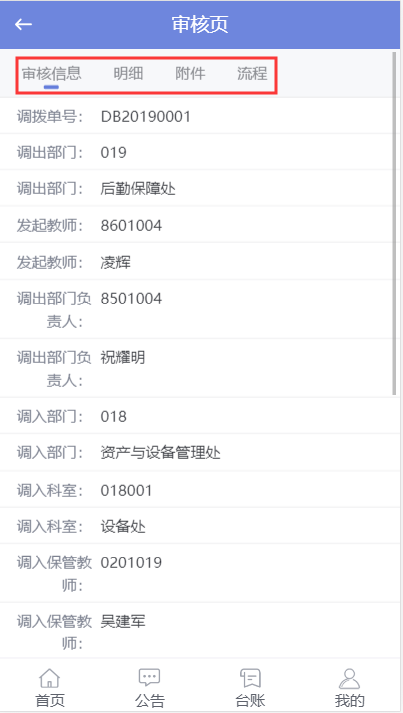 审核页
审核信息 明细 附件 流程
调拨单号： DB20190001
调出部门： 019
调出部门： 后勤保障处
发起教师： 8601004
发起教师： 凌辉
调出部门负 8501004
责人：
调出部门负 祝耀明
责人：
调入部门： 018
调入部门： 资产与设备管理处
调入科室： 018001
调入科室： 设备处
调入保管教 0201019
师：
调入保管教 吴建军
师：
首页 公告 台账 我的